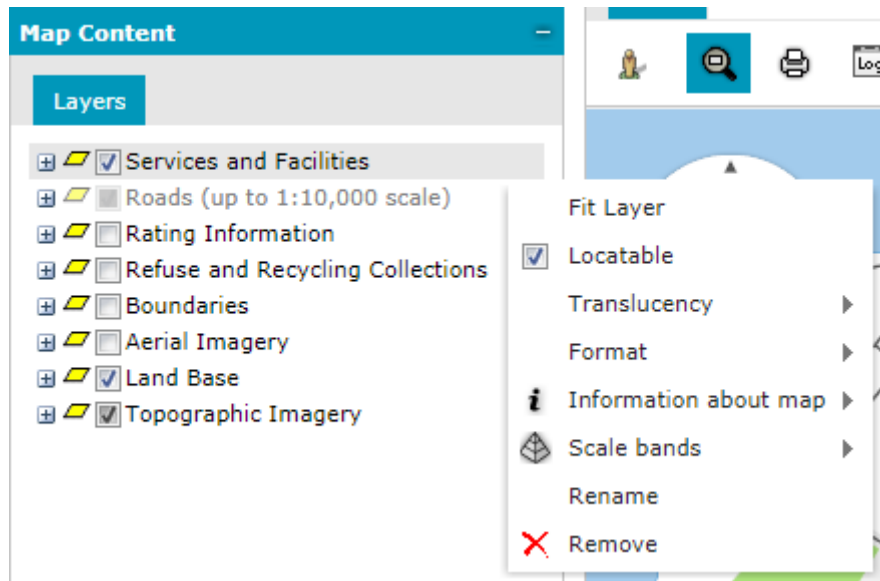 Map Content
Layers
Services and Facilities
Roads (up to 1:10,000 scale)
Rating Information
Refuse and Recycling Collections
Boundaries
Aerial Imagery
Land Base
Topographic Imagery
Log
Fit Layer
Locatable
Translucency
Format
Information about map
Scale bands
Rename
Remove